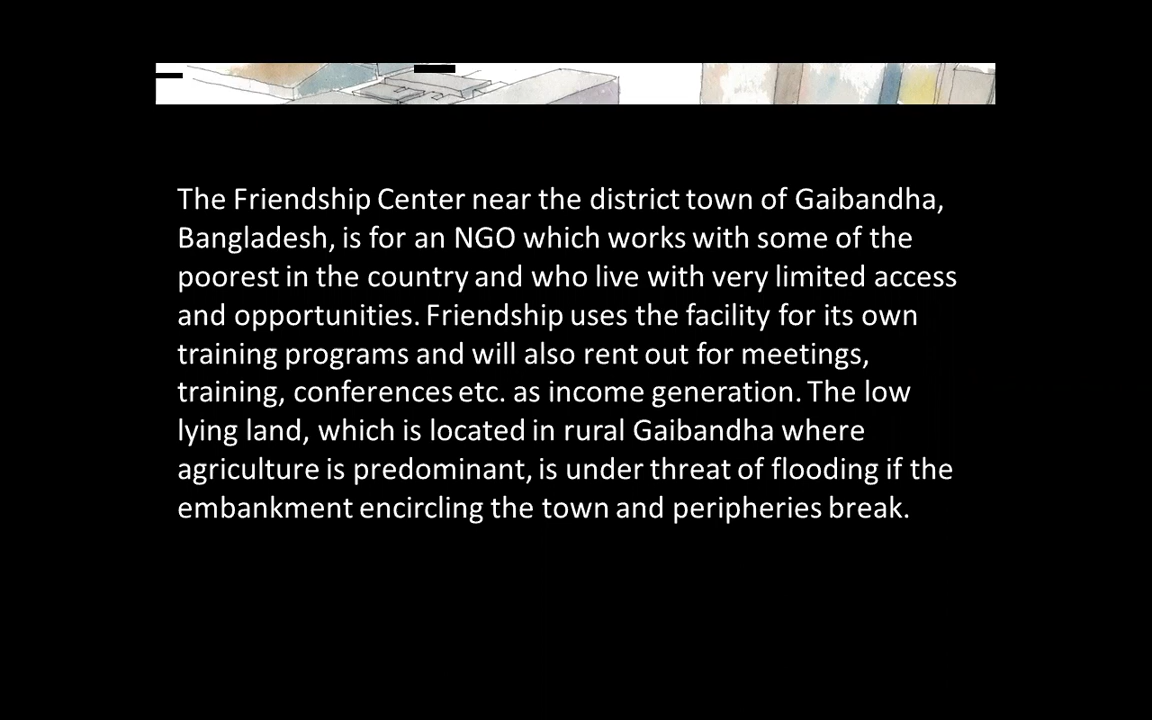 The Friendship Center near the district town of Gaibandha,
Bangladesh, is for an NGO which works with some of the
poorest in the country and who live with very limited access
and opportunities. Friendship uses the facility for its own
training programs and will also rent out for meetings,
training, conferences etc. as income generation. The low
lying land, which is located in rural Gaibandha where
agriculture is predominant, is under threat of flooding if the
embankment encircling the town and peripheries break.